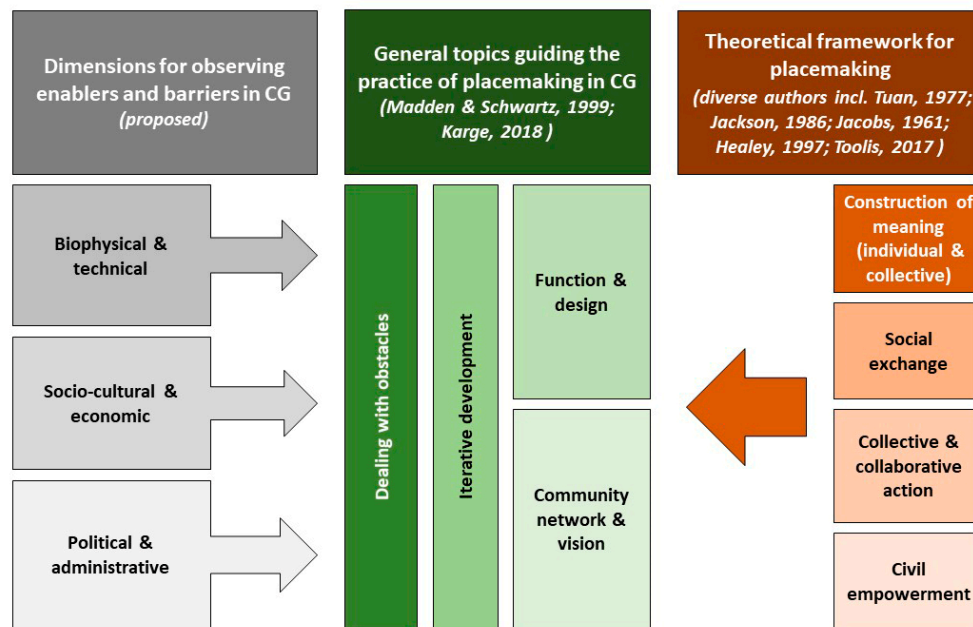 Dimensions for observing
enablers and barriers in CG
(proposed)
General topics guiding the
practice of placemaking in CG
(Madden & Schwartz, 1999;
Karge, 2018 )
Theoretical framework for
placemaking
(diverse authors incl. Tuan, 1977;
Jackson, 1986; Jacobs, 1961;
Healey, 1997; Toolis, 2017 )
Biophysical &
technical
Socio-cultural &
economic
Political &
administrative
Dealing with obstacles
Iterative development
Function &
design
Community
network &
vision
Construction of
meaning
(individual &
collective)
Social
exchange
Collective &
collaborative
action
Civil
empowerment